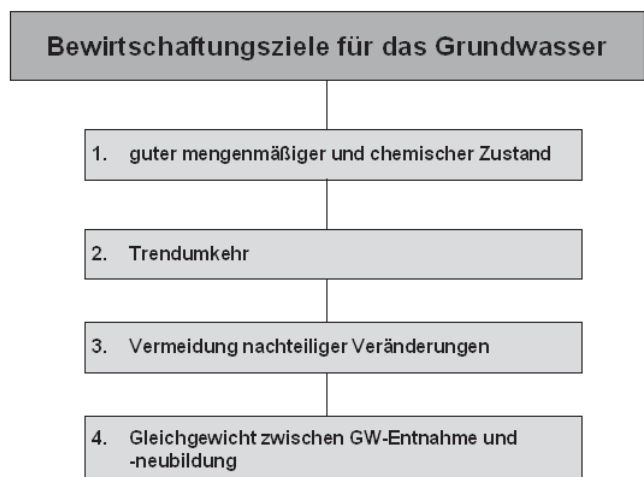 Bewirtschaftungsziele für das Grundwasser
1. guter mengenmäßiger und chemischer Zustand
2. Trendumkehr
3. Vermeidung nachteiliger Veränderungen
4. Gleichgewicht zwischen GW-Entnahme und
-neubildung